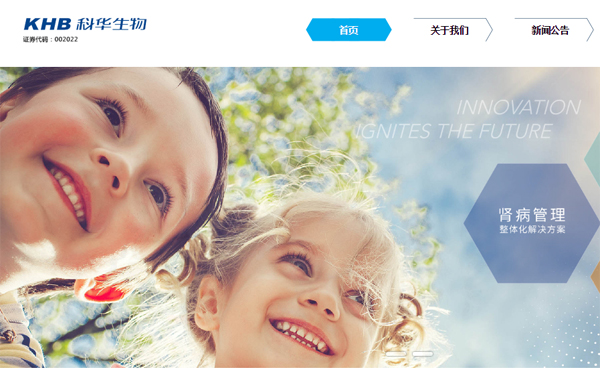 KHB 科华生物
证券代码：002022
首页
关于我们
新闻公告
INNOVATION
IGNITES THE FUTURE
肾病管理
整体化解决方案